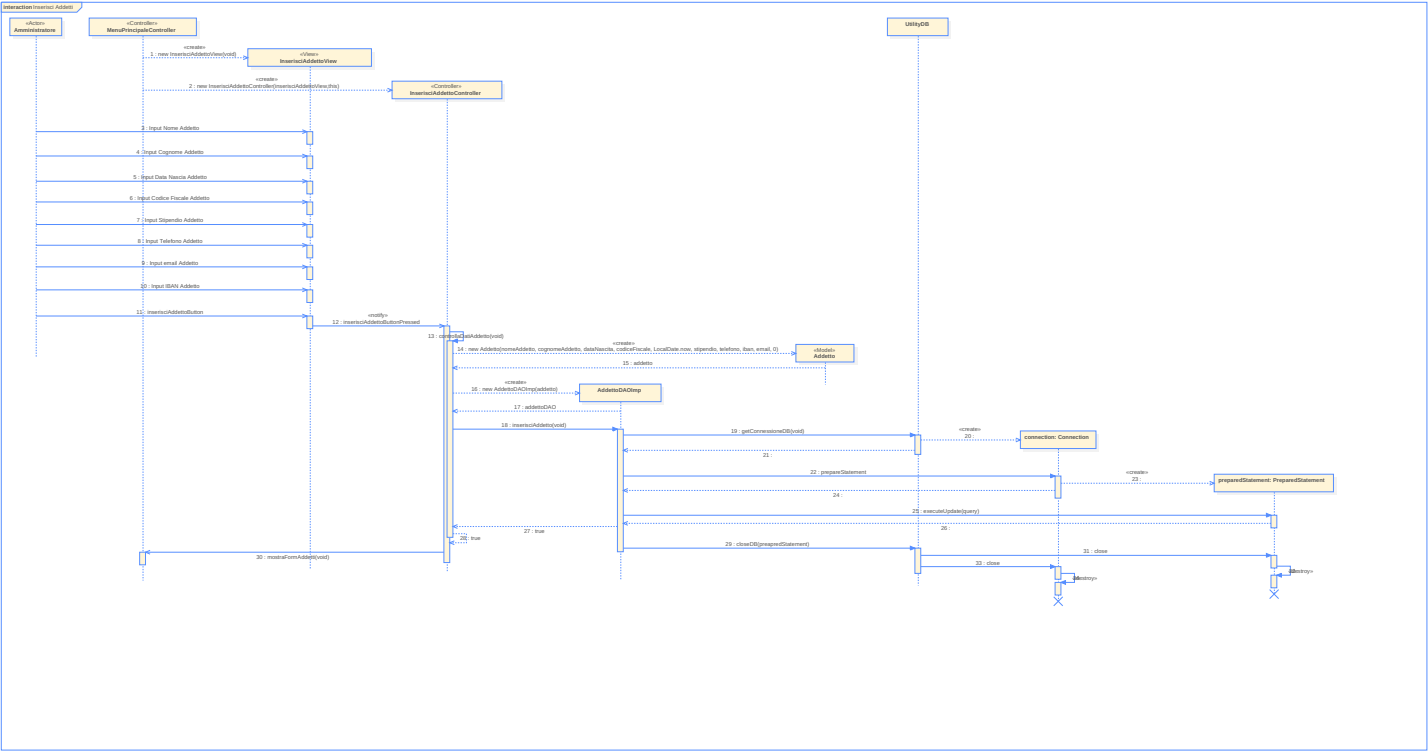 interaction Inserisci Addetti
«Actor»
Amministratore
«Controller»
MenuPrincipaleController
UtilityDB
«create»
1 : new InserisciAddettoView(void)
«View»
InserisciAddettoView
«create»
2 : new InserisciAddettoController(inserisciAddettoView,this)
«Controller»
InserisciAddettoController
3 : Input Nome Addetto
4 : Input Cognome Addetto
5 : Input Data Nascia Addetto
6 : Input Codice Fiscale Addetto
7 : Input Stipendio Addetto
8 : Input Telefono Addetto
9 : Input email Addetto
10 : Input IBAN Addetto
11 : inserisciAddettoButton
«notify»
12 : inserisciAddettoButtonPressed
13 : controllaDatiAddetto(void)
«create»
14 : new Addetto(nomeAddetto, cognomeAddetto, dataNascita, codiceFiscale, LocalDate.now, stipendio, telefono, iban, email, 0)
«Model»
Addetto
15 : addetto
«create»
16 : new AddettoDAOImp(addetto)
AddettoDAOImp
17 : addettoDAO
18 : inserisciAddetto(void)
19 : getConnessioneDB(void)
«create»
20 :
connection: Connection
21 :
22 : prepareStatement
«create»
23 :
preparedStatement: PreparedStatement
24 :
25 : executeUpdate(query)
26 :
27 : true
28 : true
29 : closeDB(preapredStatement)
30 : mostraFormAddetti(void)
31 : close
33 : close
«destroy»
«destroy»